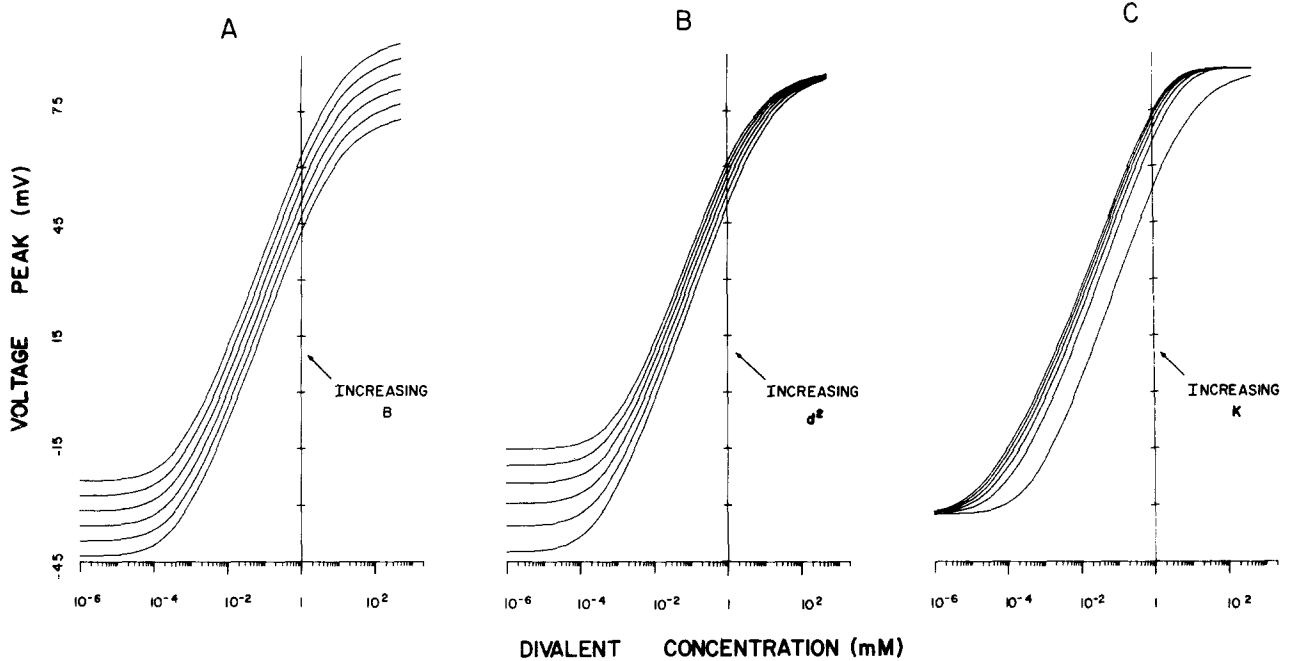 A
B
C
VOLTAGE PEAK (mV)
75
45
15
-15
-45
INCREASING
B
INCREASING
d²
INCREASING
K
10⁻⁶ 10⁻⁴ 10⁻² 1 10²
10⁻⁶ 10⁻⁴ 10⁻² 1 10²
10⁻⁶ 10⁻⁴ 10⁻² 1 10²
DIVALENT CONCENTRATION (mM)